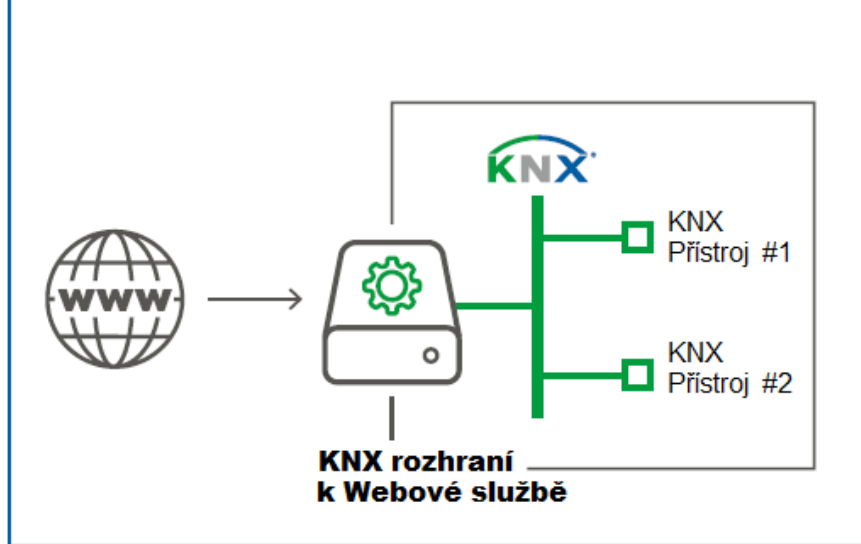 KNX
KNX
Přístroj #1
WWW
KNX
Přístroj #2
KNX rozhraní
k Webové službě